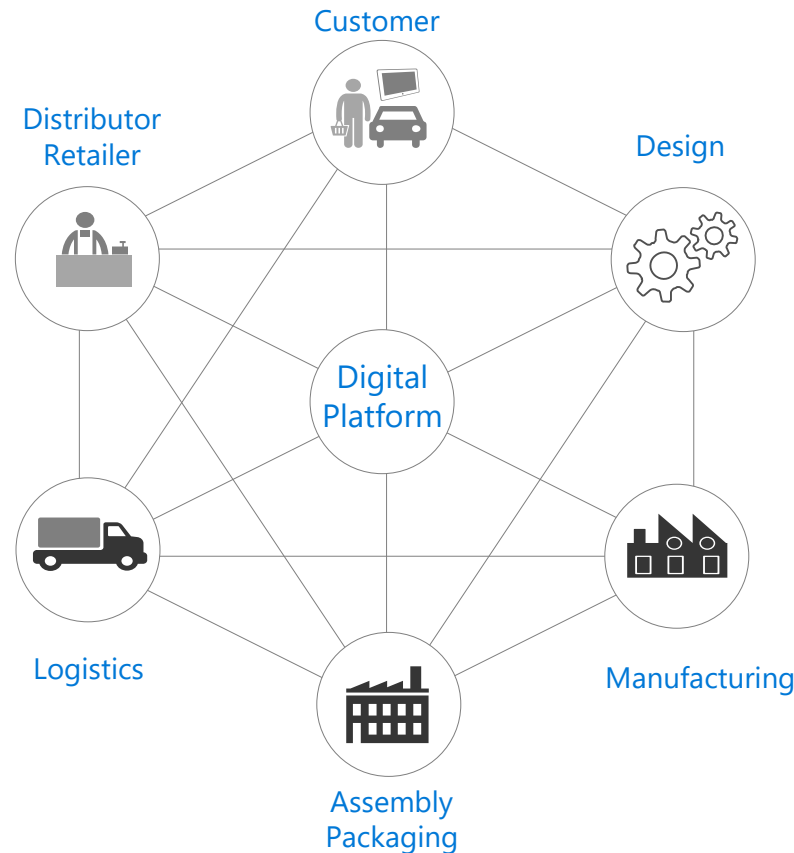 Customer
Distributor
Retailer
Design
Digital
Platform
Logistics
Manufacturing
Assembly
Packaging